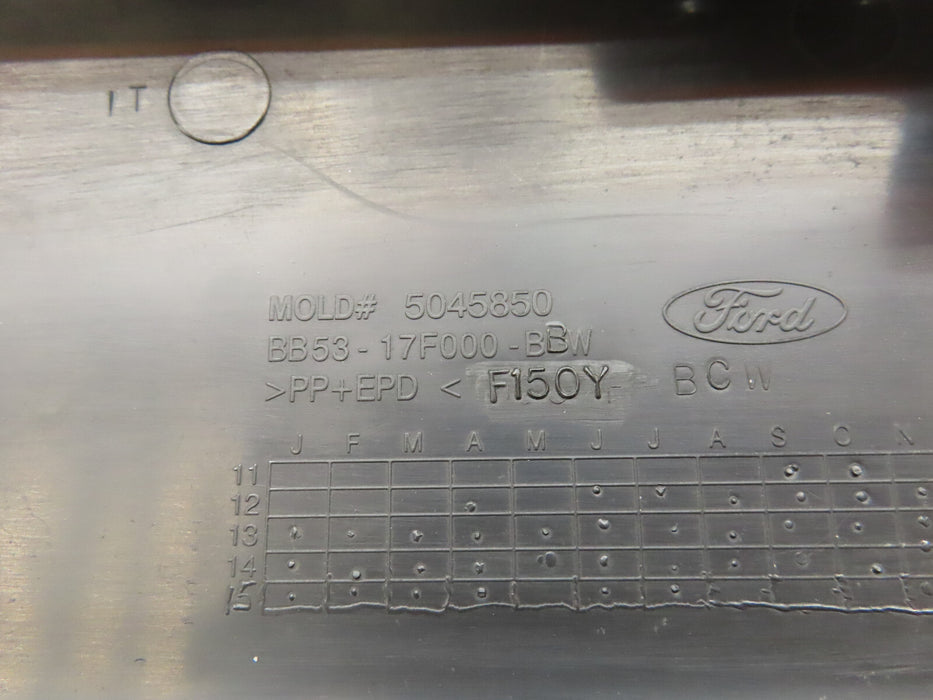 IT
MOLD# 5045850
Ford
BB53-17F000-BBW
>PP+EPD< F150Y BCW
J F M A M J J A S O N
11
12
13
14
15